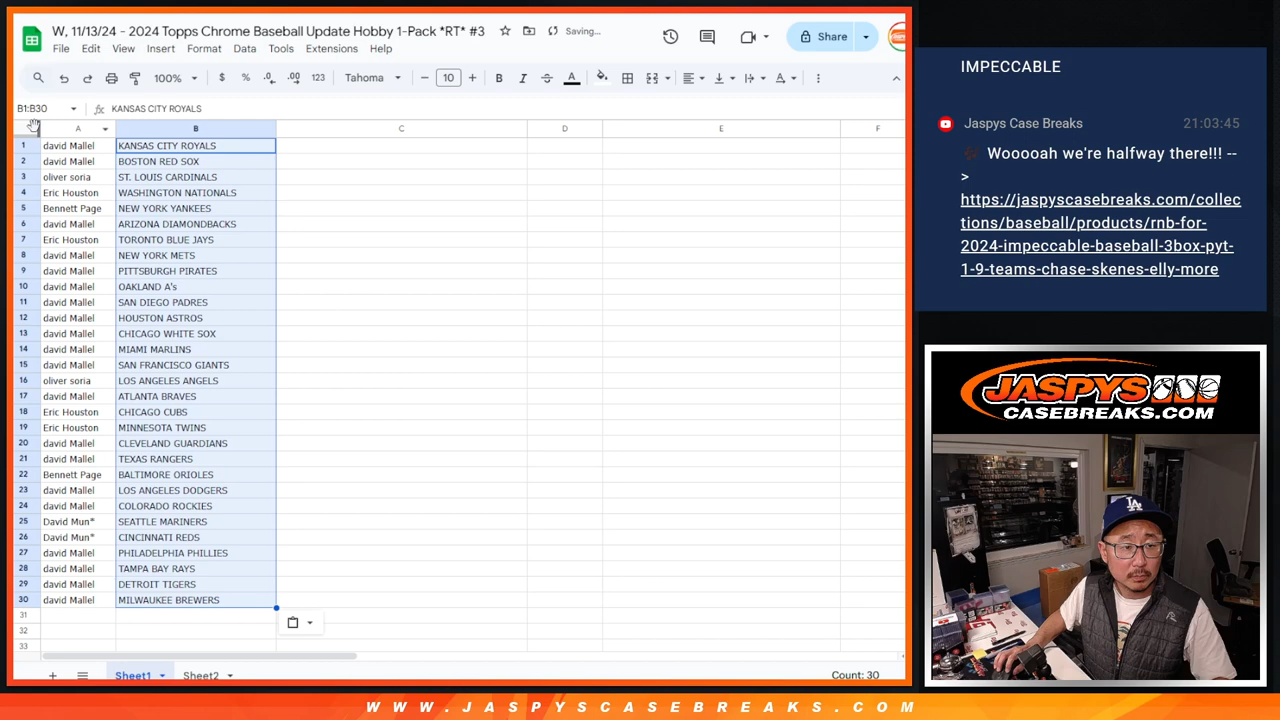 W, 11/13/24 - 2024 Topps Chrome Baseball Update Hobby 1-Pack *RT* #3
Saving...
File Edit View Insert Format Data Tools Extensions Help
Share
100% $ % .0 .00 123 Tahoma 10 B I A
B1:B30 fx KANSAS CITY ROYALS
A B C D E F
1 david Mallel KANSAS CITY ROYALS
2 david Mallel BOSTON RED SOX
3 oliver soria ST. LOUIS CARDINALS
4 Eric Houston WASHINGTON NATIONALS
5 Bennett Page NEW YORK YANKEES
6 david Mallel ARIZONA DIAMONDBACKS
7 Eric Houston TORONTO BLUE JAYS
8 david Mallel NEW YORK METS
9 david Mallel PITTSBURGH PIRATES
10 david Mallel OAKLAND A's
11 david Mallel SAN DIEGO PADRES
12 david Mallel HOUSTON ASTROS
13 david Mallel CHICAGO WHITE SOX
14 david Mallel MIAMI MARLINS
15 david Mallel SAN FRANCISCO GIANTS
16 oliver soria LOS ANGELES ANGELS
17 david Mallel ATLANTA BRAVES
18 Eric Houston CHICAGO CUBS
19 Eric Houston MINNESOTA TWINS
20 david Mallel CLEVELAND GUARDIANS
21 david Mallel TEXAS RANGERS
22 Bennett Page BALTIMORE ORIOLES
23 david Mallel LOS ANGELES DODGERS
24 david Mallel COLORADO ROCKIES
25 David Mun* SEATTLE MARINERS
26 David Mun* CINCINNATI REDS
27 david Mallel PHILADELPHIA PHILLIES
28 david Mallel TAMPA BAY RAYS
29 david Mallel DETROIT TIGERS
30 david Mallel MILWAUKEE BREWERS
31
32
33
Sheet1 Sheet2 Count: 30
IMPECCABLE
Jaspys Case Breaks 21:03:45
Wooooah we're halfway there!!! --
>
https://jaspyscasebreaks.com/collec
tions/baseball/products/rnb-for-
2024-impeccable-baseball-3box-pyt-
1-9-teams-chase-skenes-elly-more
JASPYS
CASEBREAKS.COM
LA
WWW.JASPYSCASEBREAKS.COM